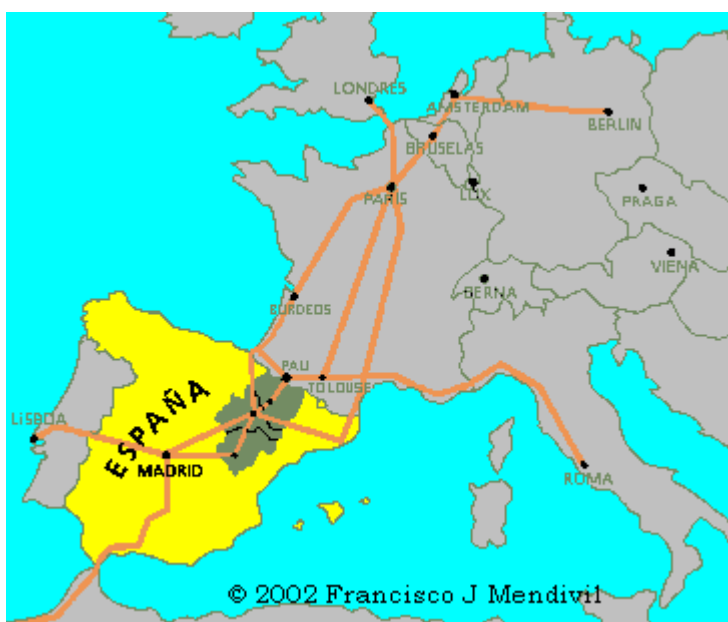 LONDRES
AMSTERDAM
BERLIN
BRUSELAS
PARIS
LUX
PRAGA
VIENA
BERNA
BURDEOS
PAU
TOLOUSE
ESPAÑA
LISBOA
MADRID
ROMA
© 2002 Francisco J Mendivil